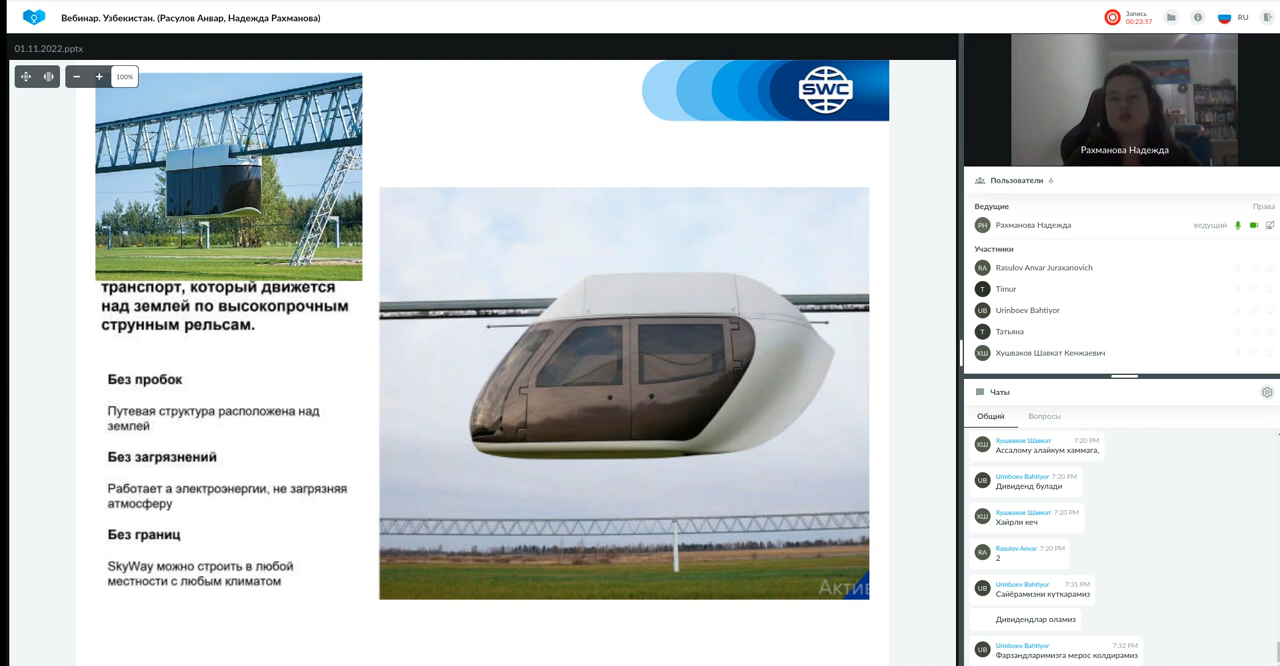 Вебинар. Узбекистан. (Расулов Анвар, Надежда Рахманова)
Запись
00:23:57
RU
01.11.2022.pptx
100%
SWC
транспорт, который движется
над землей по высокопрочным
струнным рельсам.
Без пробок
Путевая структура расположена над
землей
Без загрязнений
Работает а электроэнергии, не загрязняя
атмосферу
Без границ
SkyWay можно строить в любой
местности с любым климатом
Рахманова Надежда
Пользователи 6
Ведущие Права
РН Рахманова Надежда ведущий
Участники
RA Rasulov Anvar Juraxanovich
T Timur
UB Urinboev Bahtiyor
Т Татьяна
ХШ Хушваков Шавкат Кенжаевич
Чаты
Общий Вопросы
ХШ Хушваков Шавкат 7:20 PM
Ассалому алайкум хаммага,
UB Urinboev Bahtiyor 7:20 PM
Дивиденд булади
ХШ Хушваков Шавкат 7:20 PM
Хайрли кеч
RA Rasulov Anvar 7:20 PM
2
UB Urinboev Bahtiyor 7:31 PM
Сайёрамизни куткарамиз
Дивидендлар оламиз
UB Urinboev Bahtiyor 7:32 PM
Фарзандларимизга мерос колдирамиз